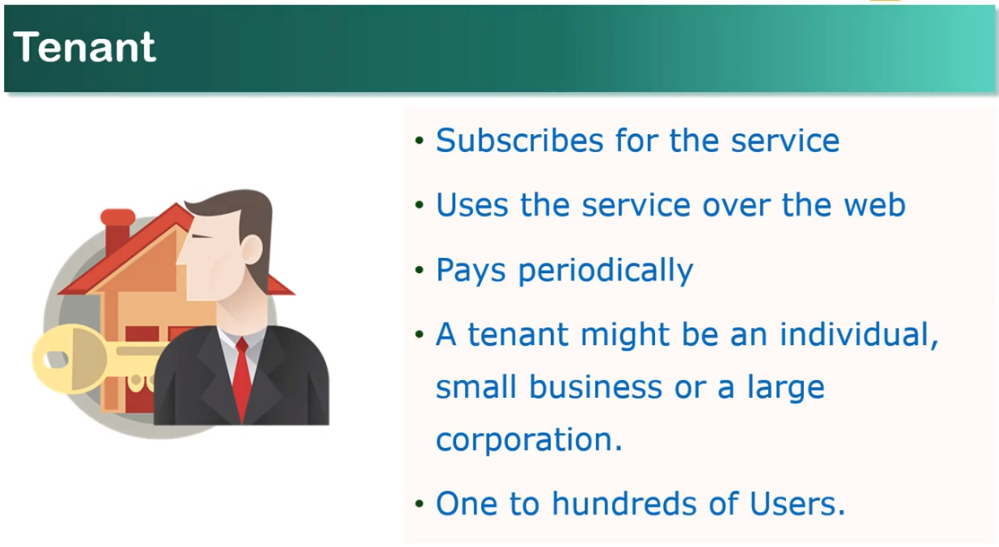 Tenant
• Subscribes for the service
• Uses the service over the web
• Pays periodically
• A tenant might be an individual,
small business or a large
corporation.
• One to hundreds of Users.